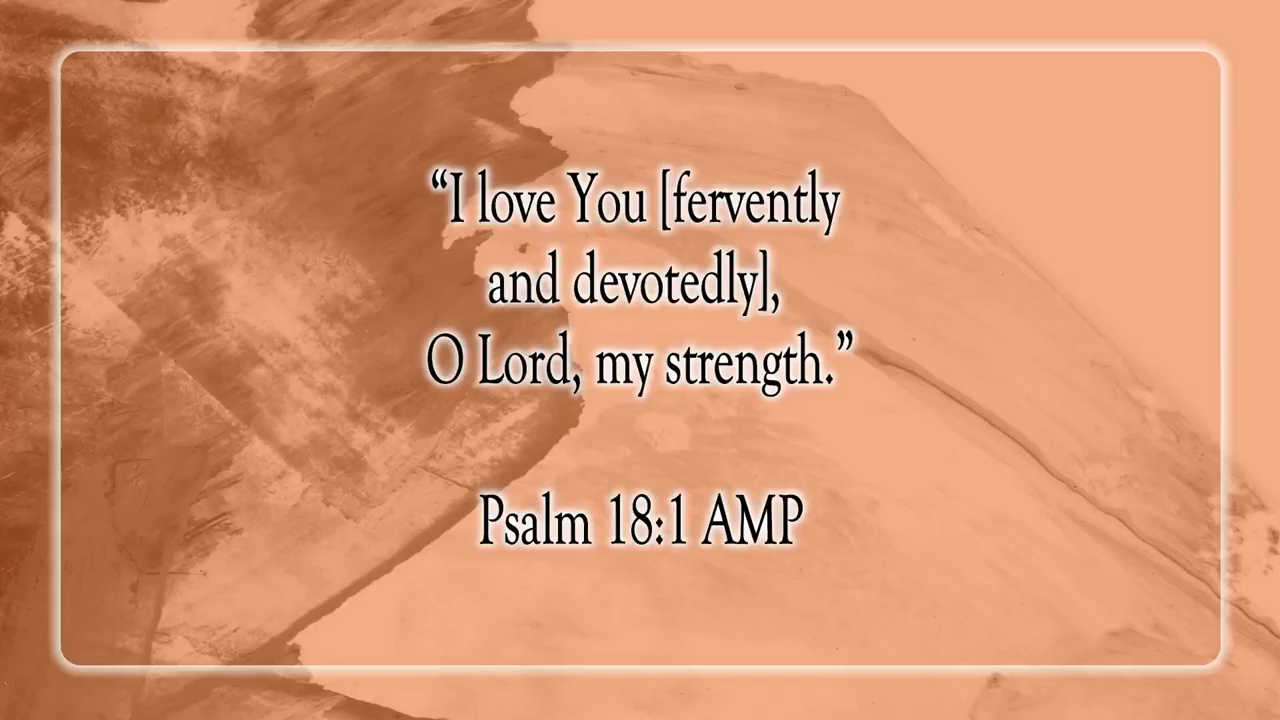 “I love You [fervently
and devotedly],
O Lord, my strength.”
Psalm 18:1 AMP